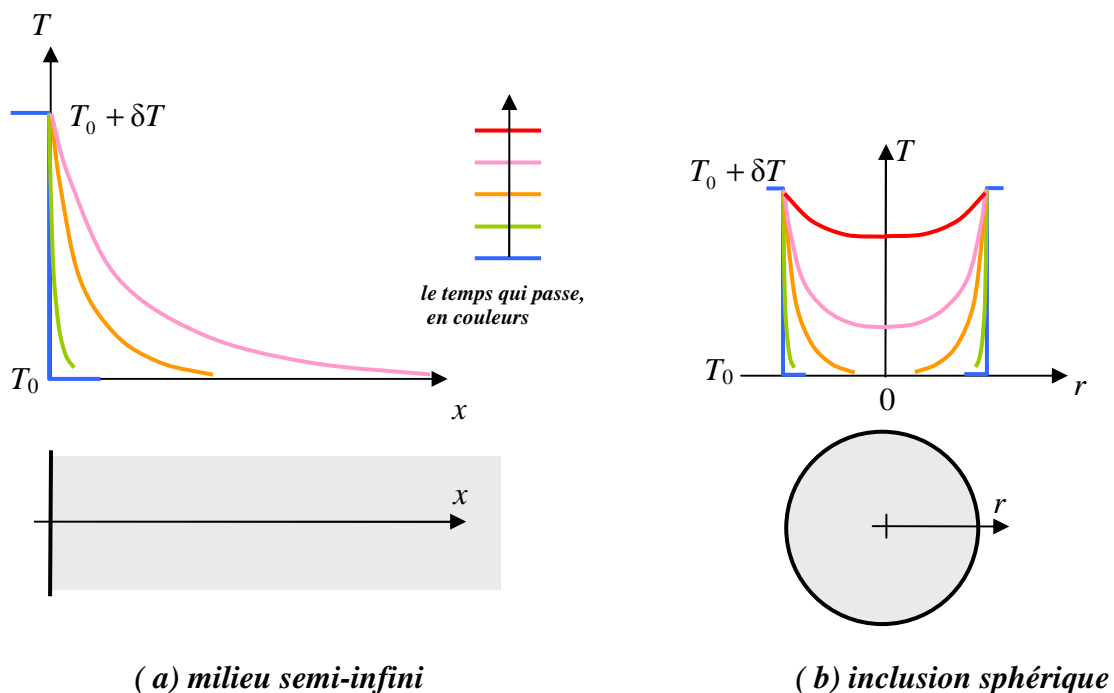 T
T₀ + δT
T₀
x
le temps qui passe,
en couleurs
T
T₀ + δT
T₀
0
r
x
r
( a) milieu semi-infini
( b) inclusion sphérique